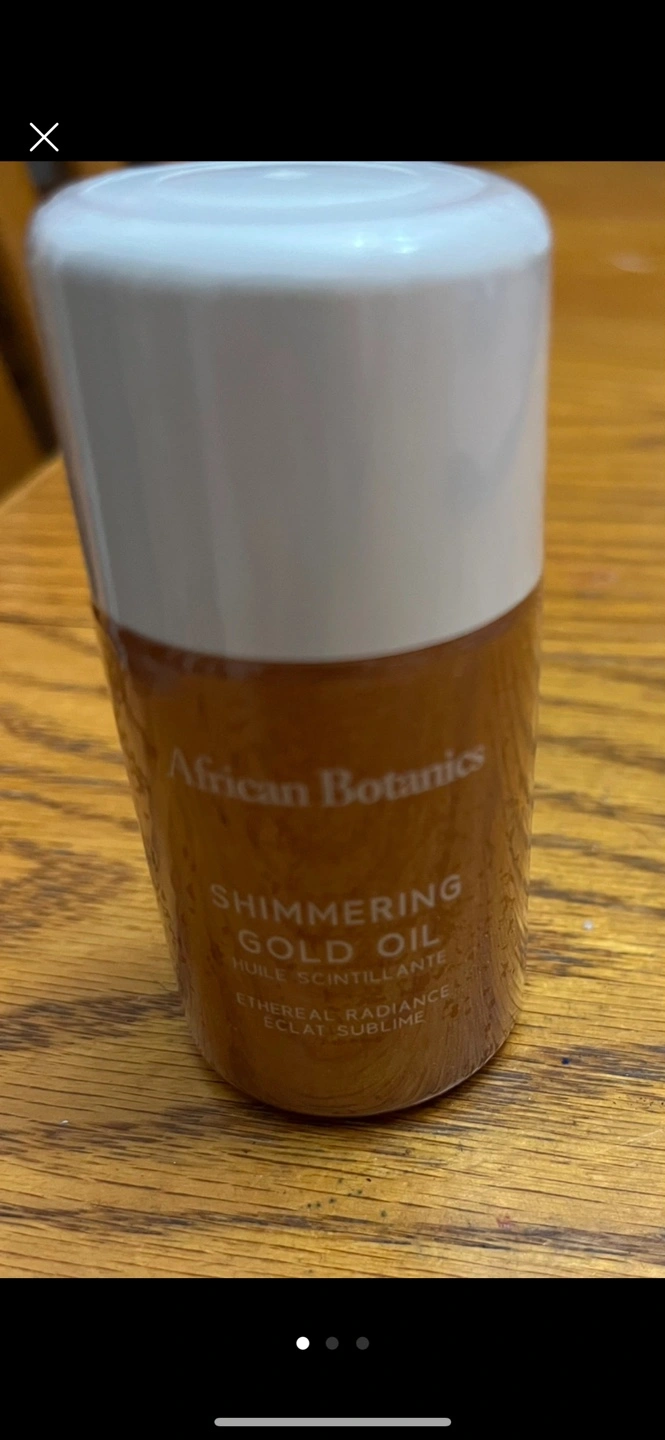 African Botanics
SHIMMERING
GOLD OIL
HUILE SCINTILLANTE
ETHEREAL RADIANCE
ECLAT SUBLIME